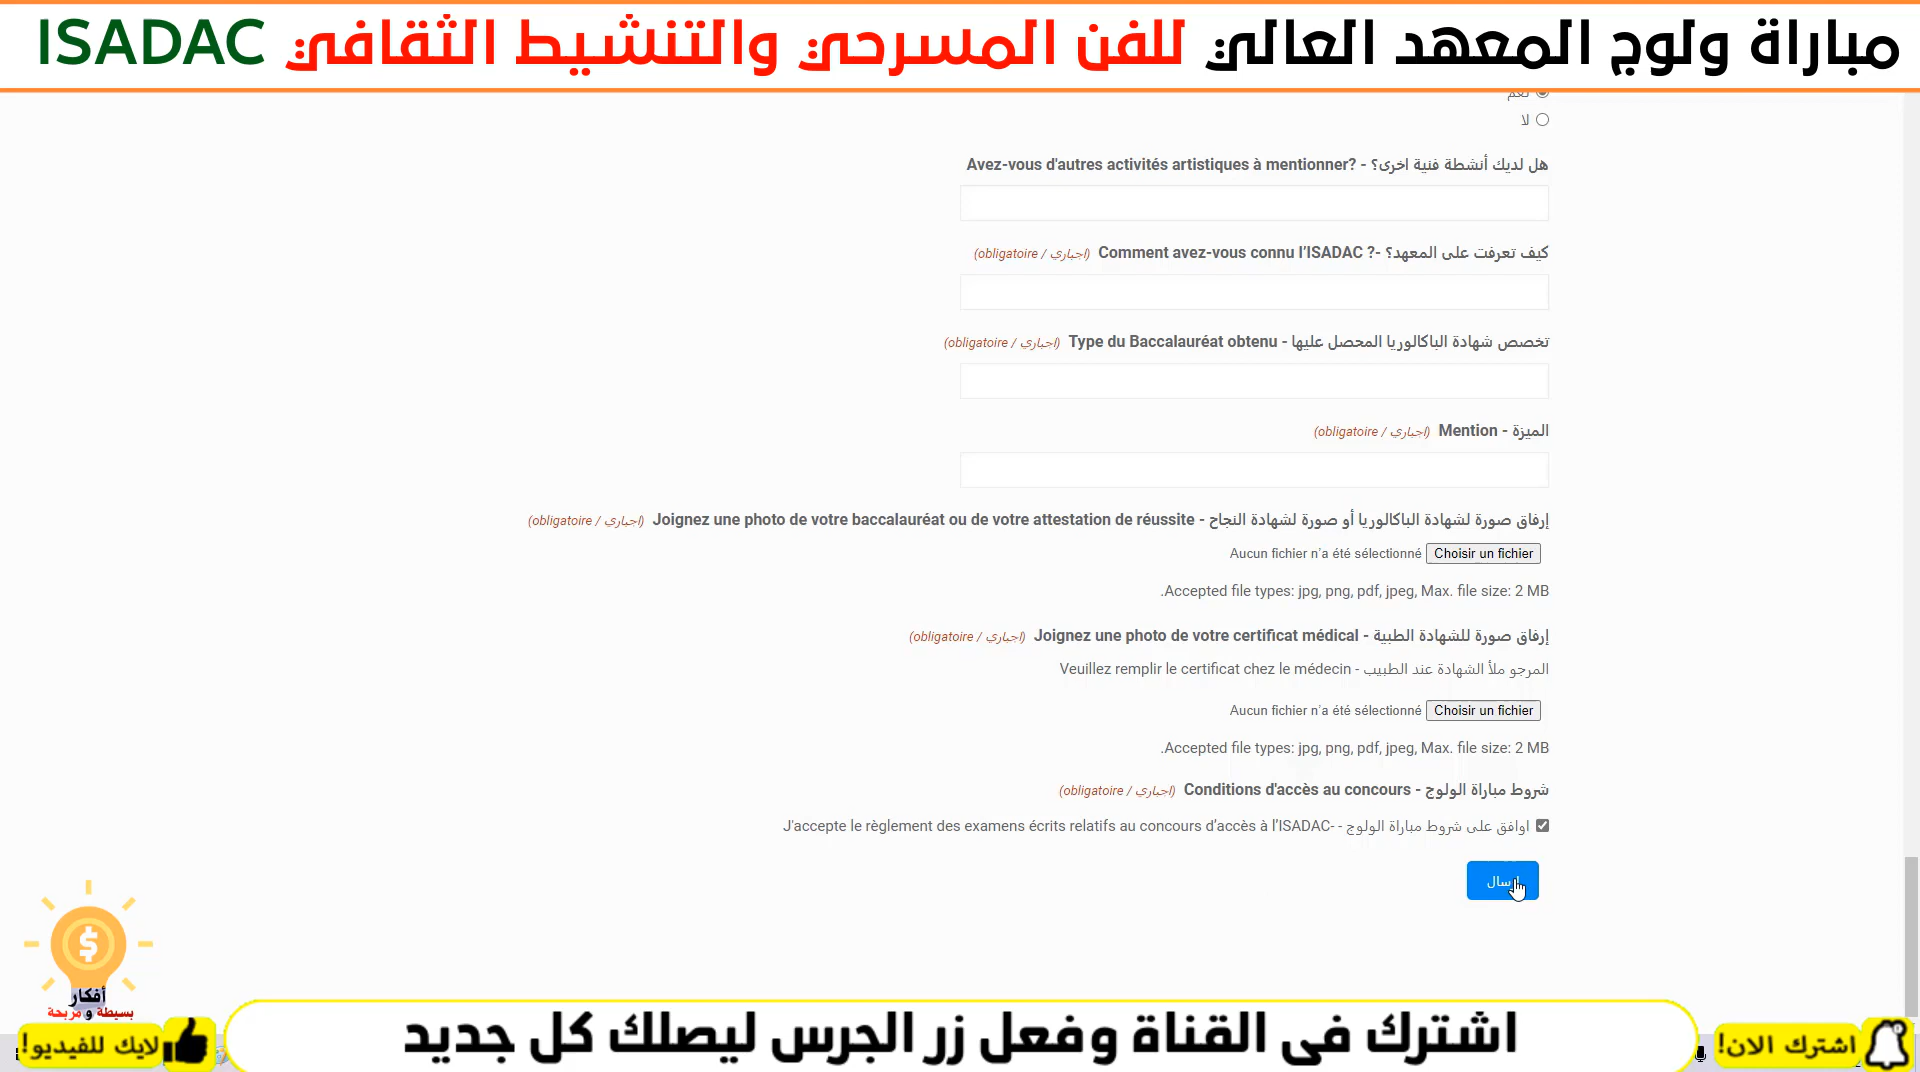 مباراة ولوج المعهد العالي للفن المسرحي والتنشيط الثقافي ISADAC
نعم
لا
هل لديك أنشطة فنية اخرى؟ - Avez-vous d'autres activités artistiques à mentionner?
كيف تعرفت على المعهد؟ -Comment avez-vous connu l’ISADAC ? (اجباري / obligatoire)
تخصص شهادة الباكالوريا المحصل عليها - Type du Baccalauréat obtenu (اجباري / obligatoire)
الميزة - Mention (اجباري / obligatoire)
إرفاق صورة لشهادة الباكالوريا أو صورة لشهادة النجاح - Joignez une photo de votre baccalauréat ou de votre attestation de réussite (اجباري / obligatoire)
Choisir un fichier Aucun fichier n’a été sélectionné
Accepted file types: jpg, png, pdf, jpeg, Max. file size: 2 MB.
إرفاق صورة للشهادة الطبية - Joignez une photo de votre certificat médical (اجباري / obligatoire)
المرجو ملأ الشهادة عند الطبيب - Veuillez remplir le certificat chez le médecin
Choisir un fichier Aucun fichier n’a été sélectionné
Accepted file types: jpg, png, pdf, jpeg, Max. file size: 2 MB.
شروط مباراة الولوج - Conditions d'accès au concours (اجباري / obligatoire)
اوافق على شروط مباراة الولوج - -J'accepte le règlement des examens écrits relatifs au concours d’accès à l’ISADAC
إرسال
$
أفكار
بسيطة و مربحة
اشترك الان!
اشترك فى القناة وفعل زر الجرس ليصلك كل جديد
لايك للفيديو!